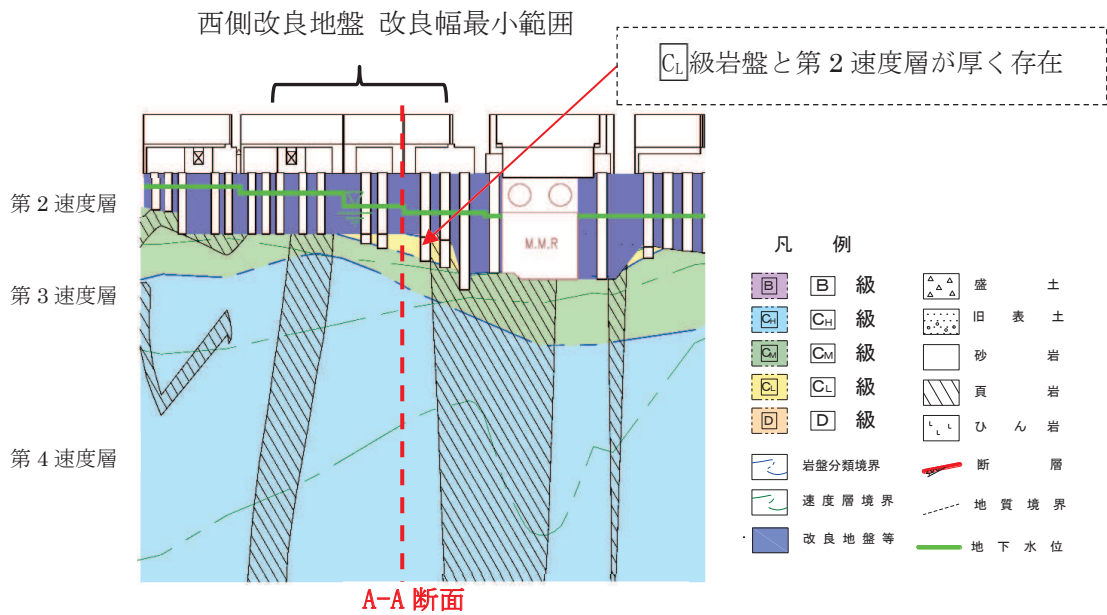 西側改良地盤 改良幅最小範囲
CL級岩盤と第2速度層が厚く存在
第2速度層
第3速度層
第4速度層
M.M.R
A-A 断面
凡 例
B B 級
CH CH 級
CM CM 級
CL CL 級
D D 級
岩盤分類境界
速度層境界
改良地盤等
盛土
旧表土
砂岩
頁岩
ひん岩
断層
地質境界
地下水位